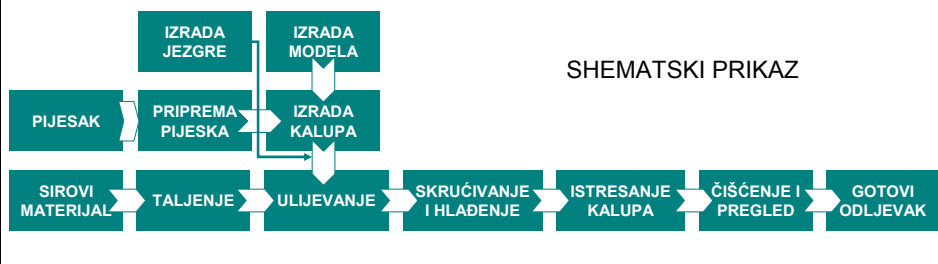 IZRADA
JEZGRE
IZRADA
MODELA
SHEMATSKI PRIKAZ
PIJESAK
PRIPREMA
PIJESKA
IZRADA
KALUPA
SIROVI
MATERIJAL
TALJENJE
ULIJEVANJE
SKRUĆIVANJE
I HLAĐENJE
ISTRESANJE
KALUPA
ČIŠĆENJE I
PREGLED
GOTOVI
ODLJEVAK